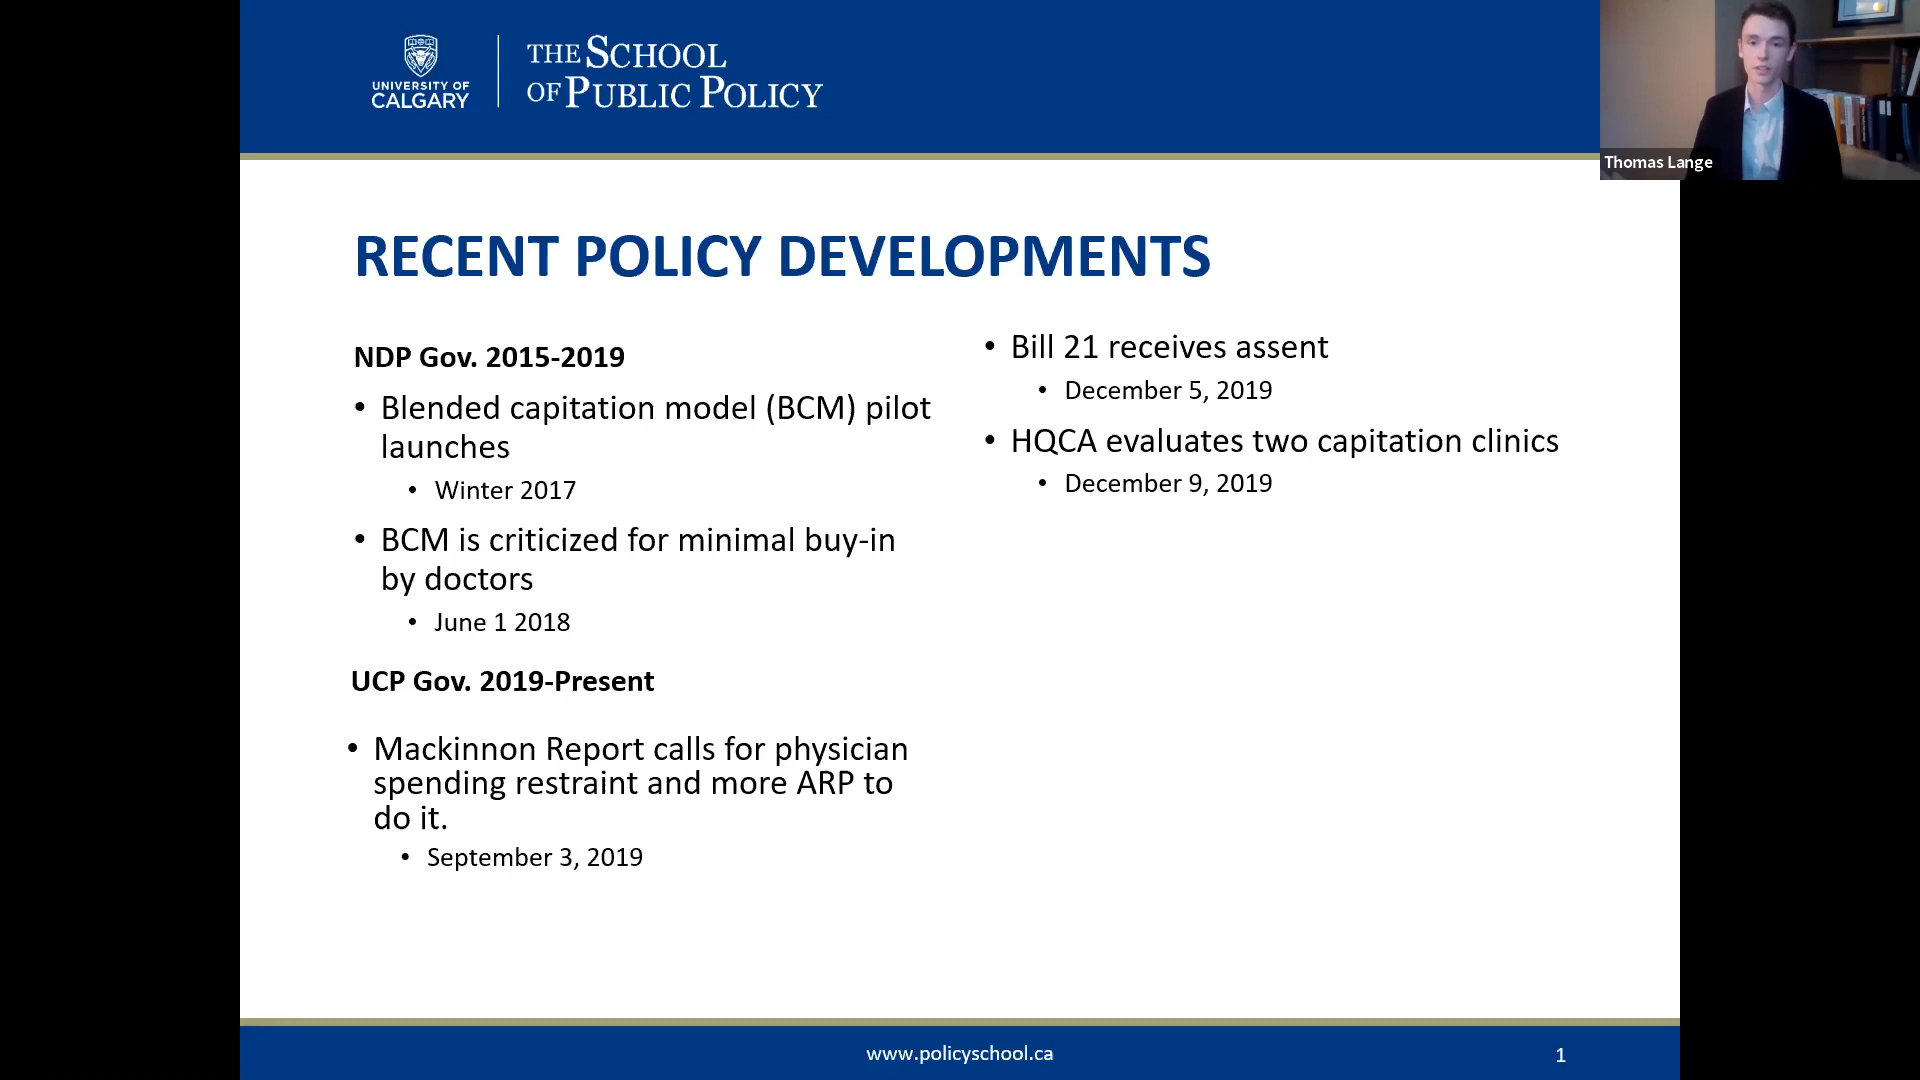 UNIVERSITY OF
CALGARY
THE SCHOOL
OF PUBLIC POLICY
Thomas Lange
RECENT POLICY DEVELOPMENTS
NDP Gov. 2015-2019
• Blended capitation model (BCM) pilot
launches
• Winter 2017
• BCM is criticized for minimal buy-in
by doctors
• June 1 2018
UCP Gov. 2019-Present
• Mackinnon Report calls for physician
spending restraint and more ARP to
do it.
• September 3, 2019
• Bill 21 receives assent
• December 5, 2019
• HQCA evaluates two capitation clinics
• December 9, 2019
www.policyschool.ca
1